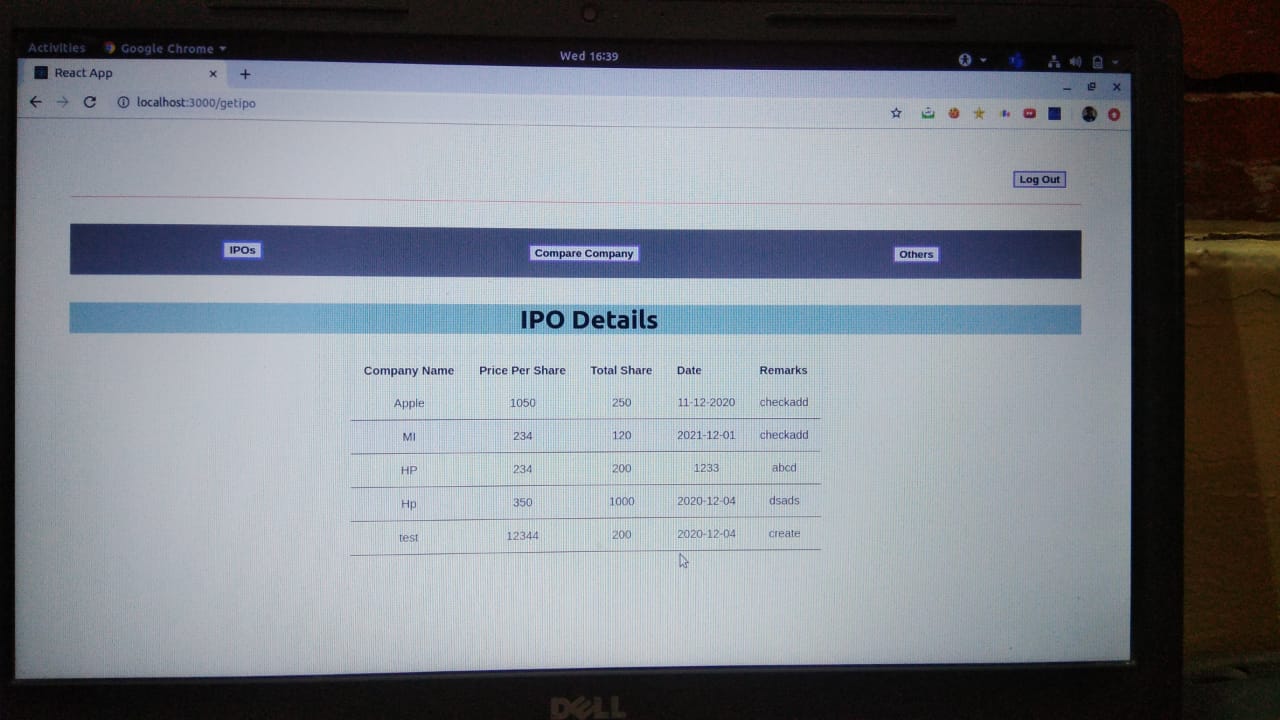 Activities Google Chrome Wed 16:39
React App
localhost:3000/getipo
Log Out
IPOs Compare Company Others
IPO Details
Company Name Price Per Share Total Share Date Remarks
Apple 1050 250 11-12-2020 checkadd
MI 234 120 2021-12-01 checkadd
HP 234 200 1233 abcd
Hp 350 1000 2020-12-04 dsads
test 12344 200 2020-12-04 create
DELL